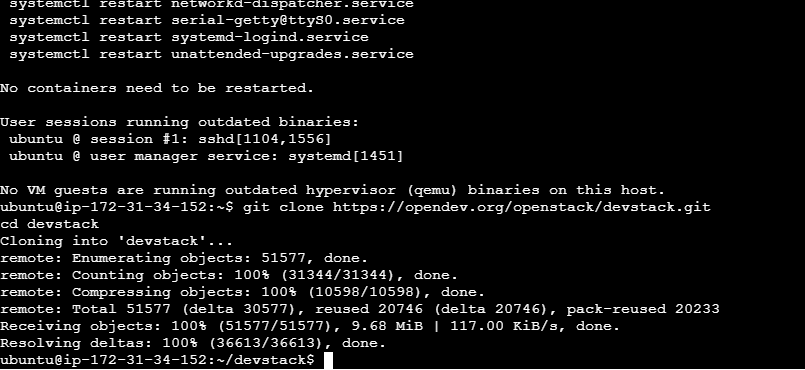 systemctl restart networkd-dispatcher.service
systemctl restart serial-getty@ttyS0.service
systemctl restart systemd-logind.service
systemctl restart unattended-upgrades.service
No containers need to be restarted.
User sessions running outdated binaries:
ubuntu @ session #1: sshd[1104,1556]
ubuntu @ user manager service: systemd[1451]
No VM guests are running outdated hypervisor (qemu) binaries on this host.
ubuntu@ip-172-31-34-152:~$ git clone https://opendev.org/openstack/devstack.git
cd devstack
Cloning into 'devstack'...
remote: Enumerating objects: 51577, done.
remote: Counting objects: 100% (31344/31344), done.
remote: Compressing objects: 100% (10598/10598), done.
remote: Total 51577 (delta 30577), reused 20746 (delta 20746), pack-reused 20233
Receiving objects: 100% (51577/51577), 9.68 MiB | 117.00 KiB/s, done.
Resolving deltas: 100% (36613/36613), done.
ubuntu@ip-172-31-34-152:~/devstack$